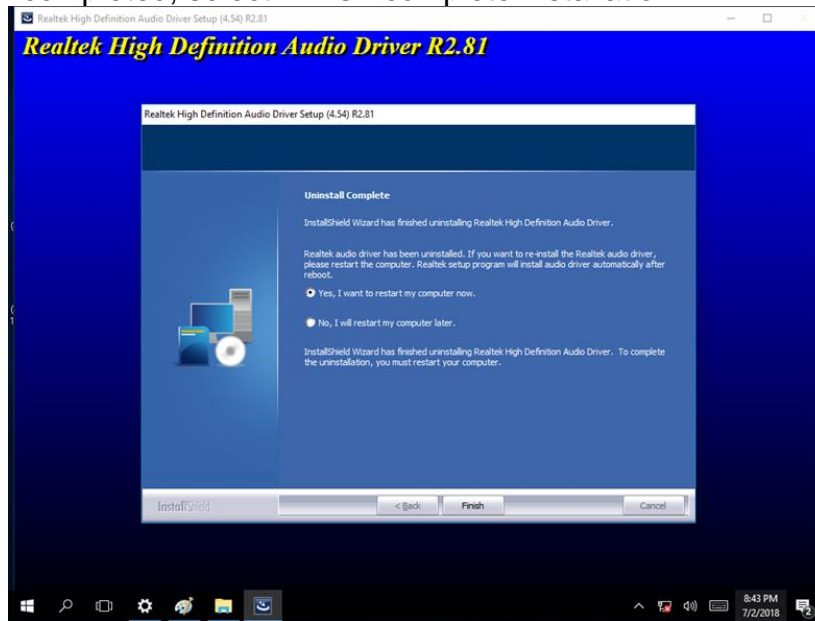 Realtek High Definition Audio Driver Setup (4.54) R2.81
Realtek High Definition Audio Driver R2.81
Realtek High Definition Audio Driver Setup (4.54) R2.81
Uninstall Complete
InstallShield Wizard has finished uninstalling Realtek High Definition Audio Driver.
Realtek audio driver has been uninstalled. If you want to re-install the Realtek audio driver,
please restart the computer. Realtek setup program will install audio driver automatically after
reboot.
Yes, I want to restart my computer now.
No, I will restart my computer later.
InstallShield Wizard has finished uninstalling Realtek High Definition Audio Driver. To complete
the uninstallation, you must restart your computer.
InstallShield
< Back Finish Cancel
8:43 PM
7/2/2018
2